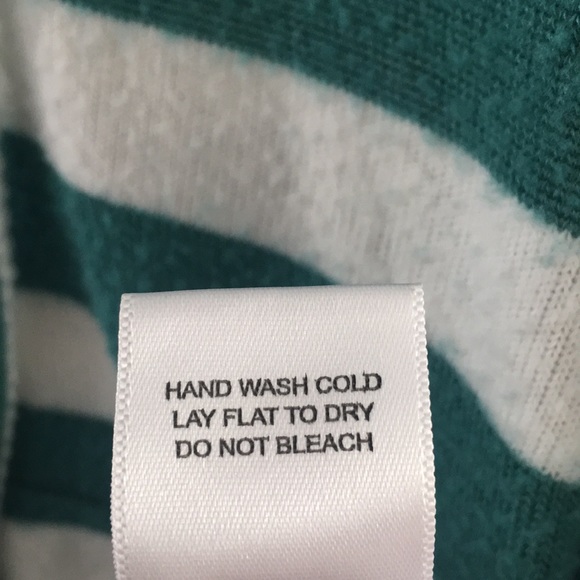 HAND WASH COLD
LAY FLAT TO DRY
DO NOT BLEACH